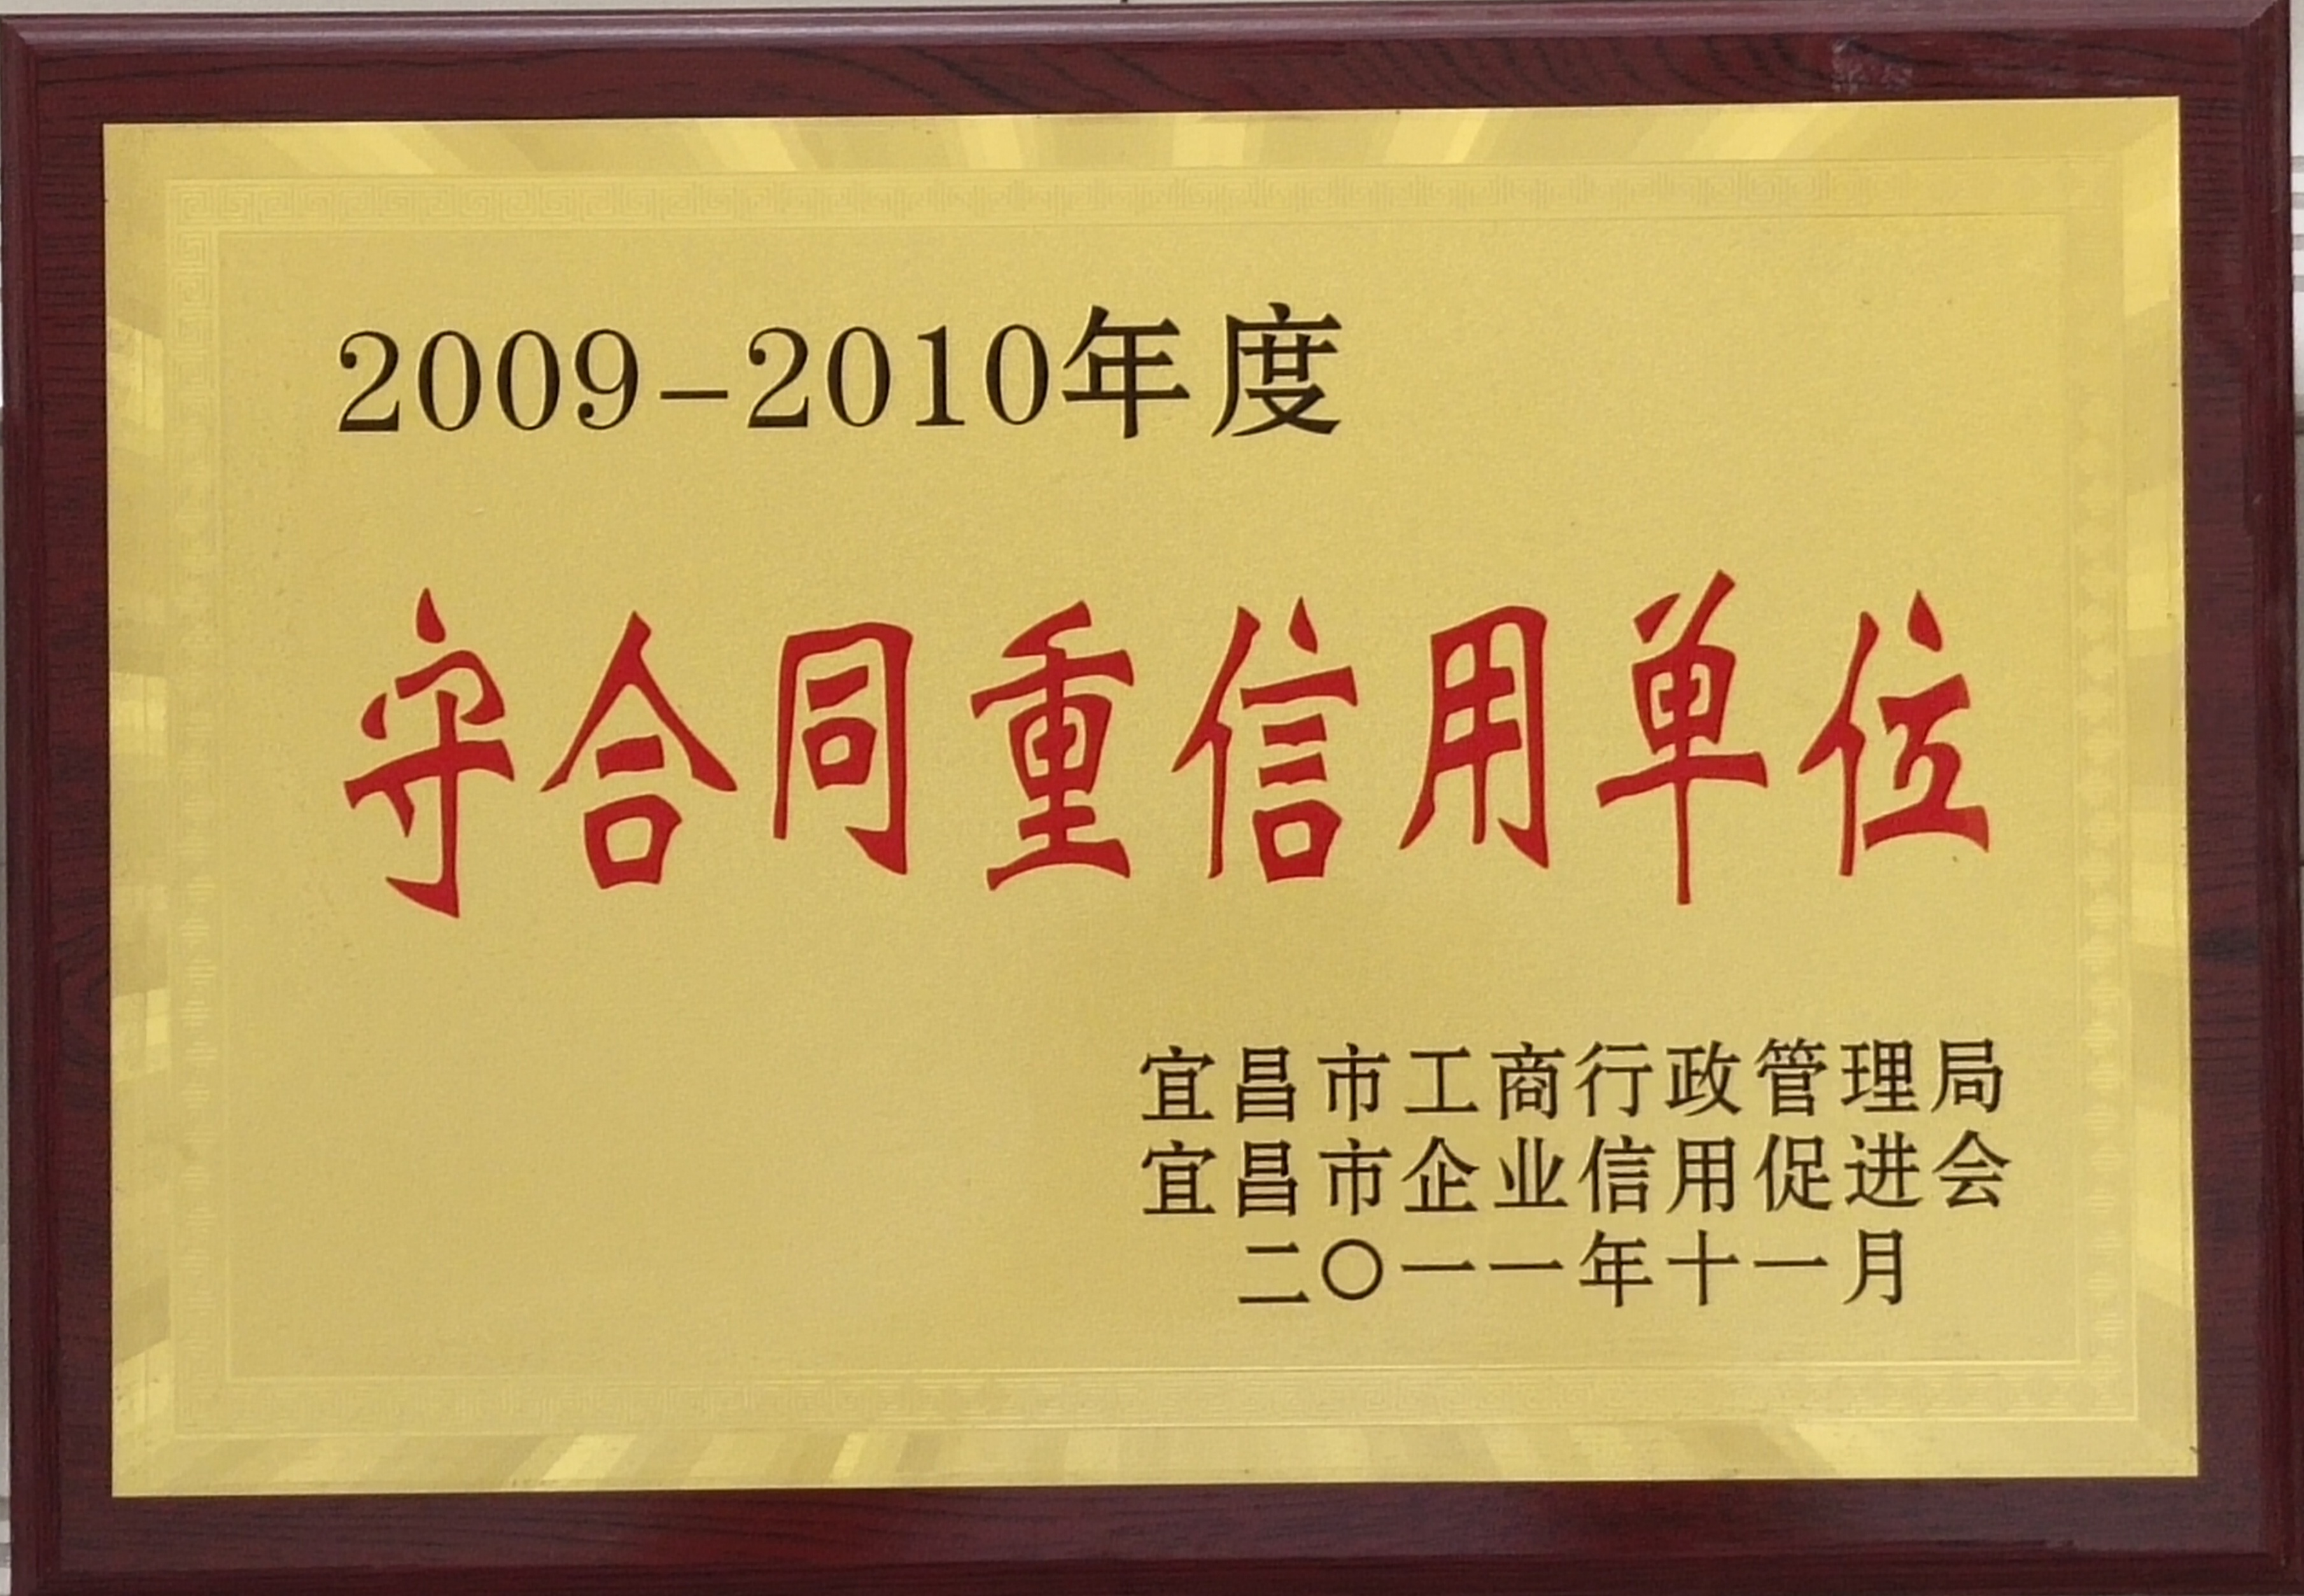 2009-2010年度
守合同重信用单位
宜昌市工商行政管理局
宜昌市企业信用促进会
二〇一一年十一月